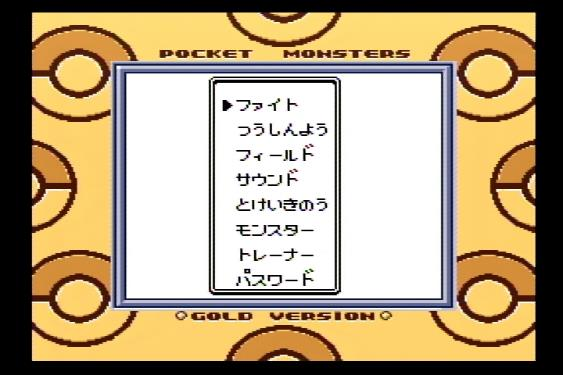 POCKET MONSTERS
▶ファイト
つうしんよう
フィールド
サウンド
とけいきのう
モンスター
トレーナー
パスワード
GOLD VERSION